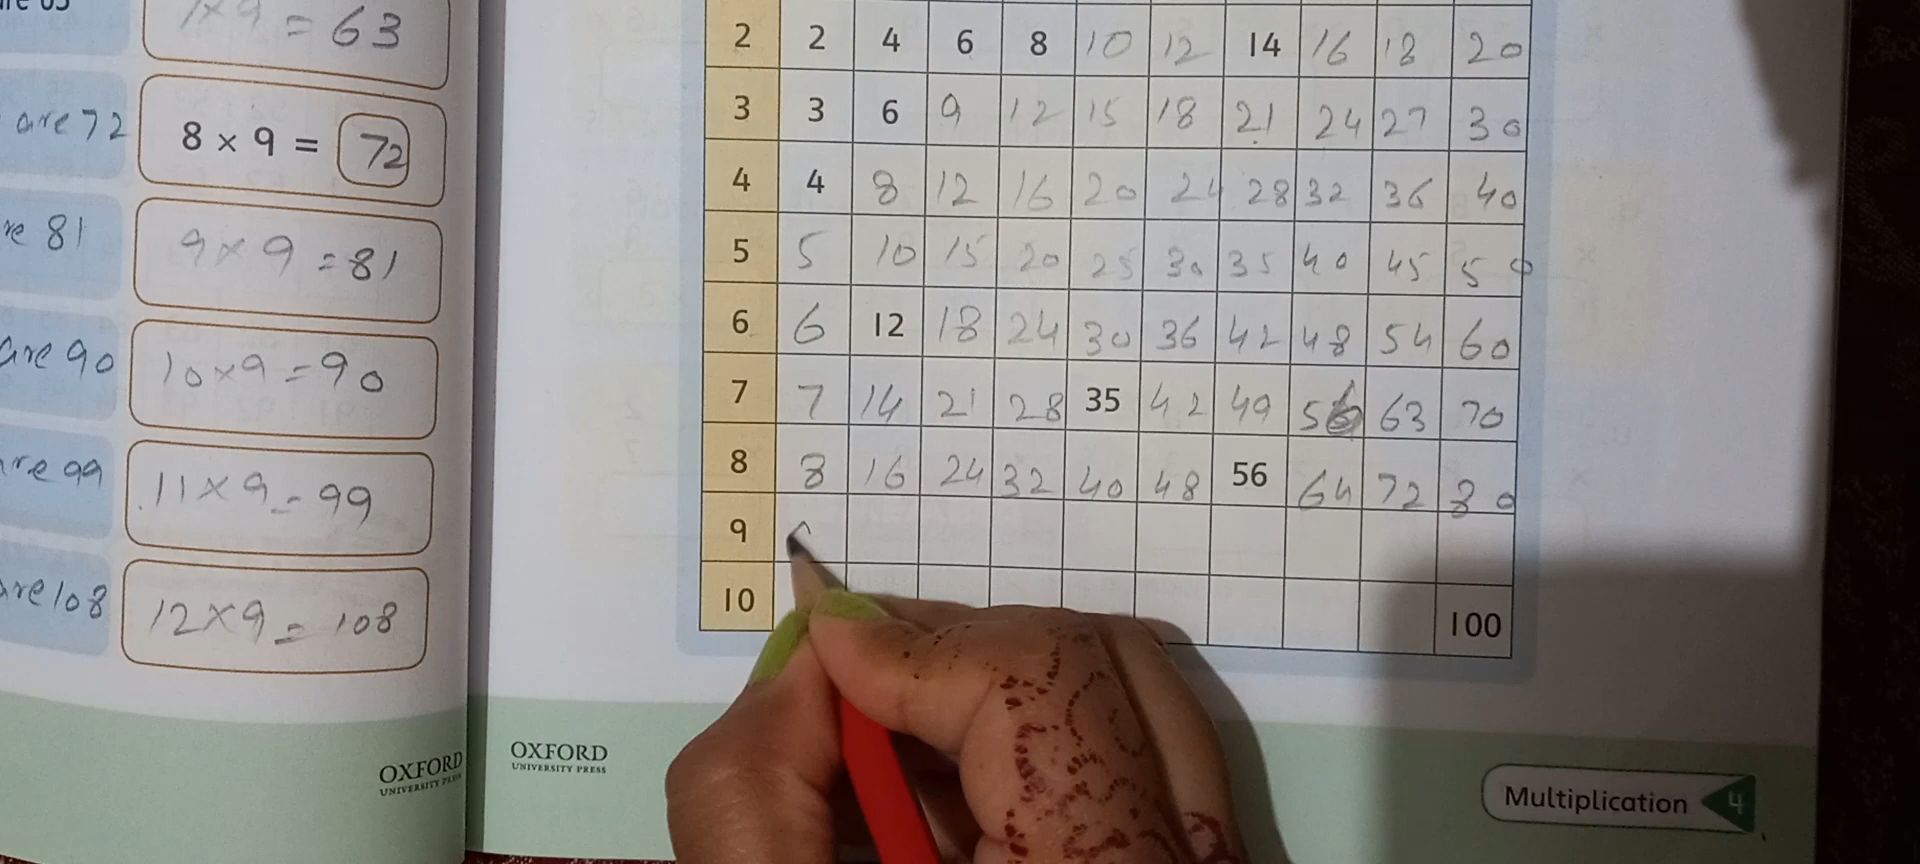 are 63
7 × 9 = 63
are 72
8 × 9 = 72
re 81
9 × 9 = 81
are 90
10 × 9 = 90
re 99
11 × 9 = 99
re 108
12 × 9 = 108
OXFORD
UNIVERSITY PRESS
2 2 4 6 8 10 12 14 16 18 20
3 3 6 9 12 15 18 21 24 27 30
4 4 8 12 16 20 24 28 32 36 40
5 5 10 15 20 25 30 35 40 45 50
6 6 12 18 24 30 36 42 48 54 60
7 7 14 21 28 35 42 49 56 63 70
8 8 16 24 32 40 48 56 64 72 80
9
10 100
OXFORD
UNIVERSITY PRESS
Multiplication 4